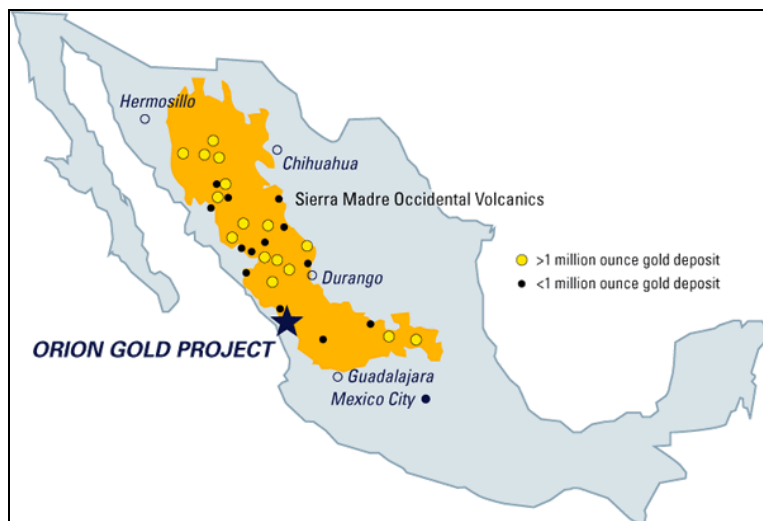 Hermosillo
Chihuahua
Sierra Madre Occidental Volcanics
>1 million ounce gold deposit
<1 million ounce gold deposit
Durango
ORION GOLD PROJECT
Guadalajara
Mexico City